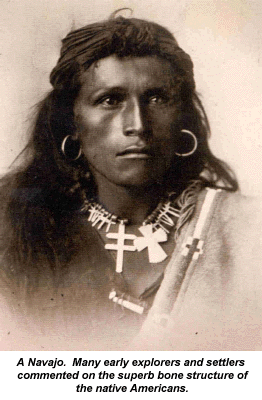 A Navajo.  Many early explorers and settlers
commented on the superb bone structure of
the native Americans.